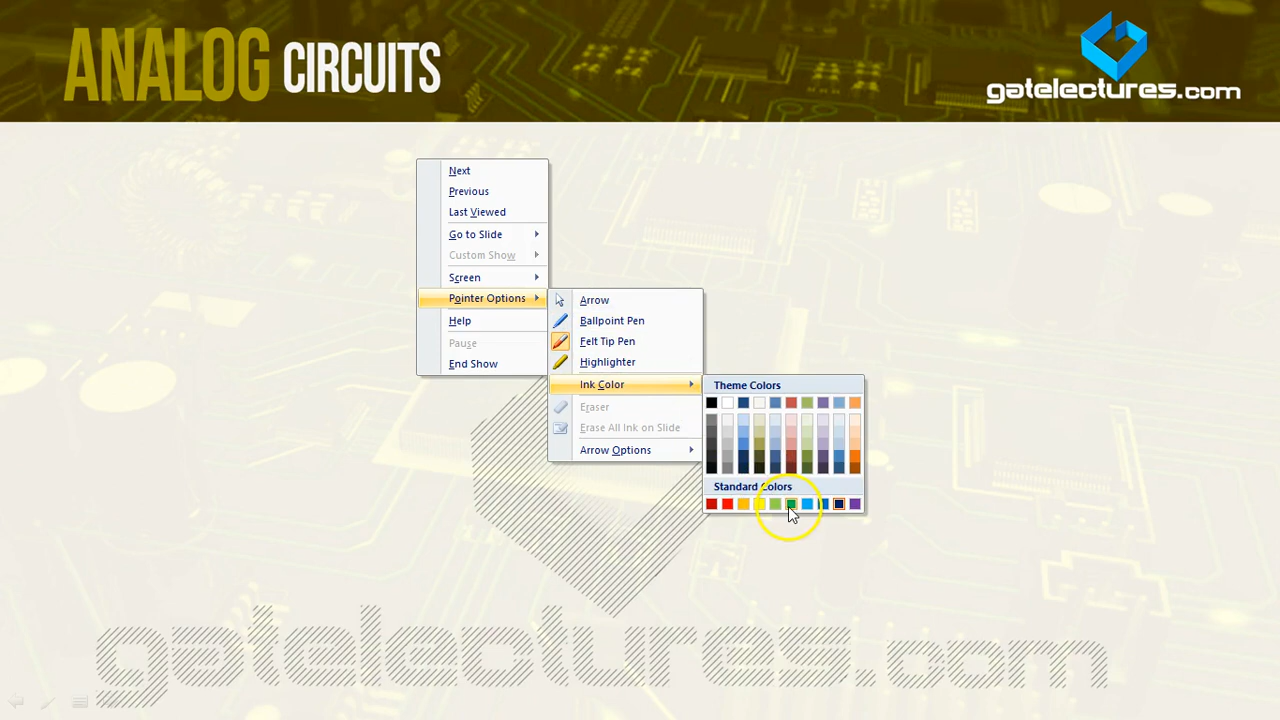 ANALOG CIRCUITS
gatelectures.com
Next
Previous
Last Viewed
Go to Slide
Custom Show
Screen
Pointer Options
Help
Pause
End Show
Arrow
Ballpoint Pen
Felt Tip Pen
Highlighter
Ink Color
Eraser
Erase All Ink on Slide
Arrow Options
Theme Colors
Standard Colors
gatelectures.com